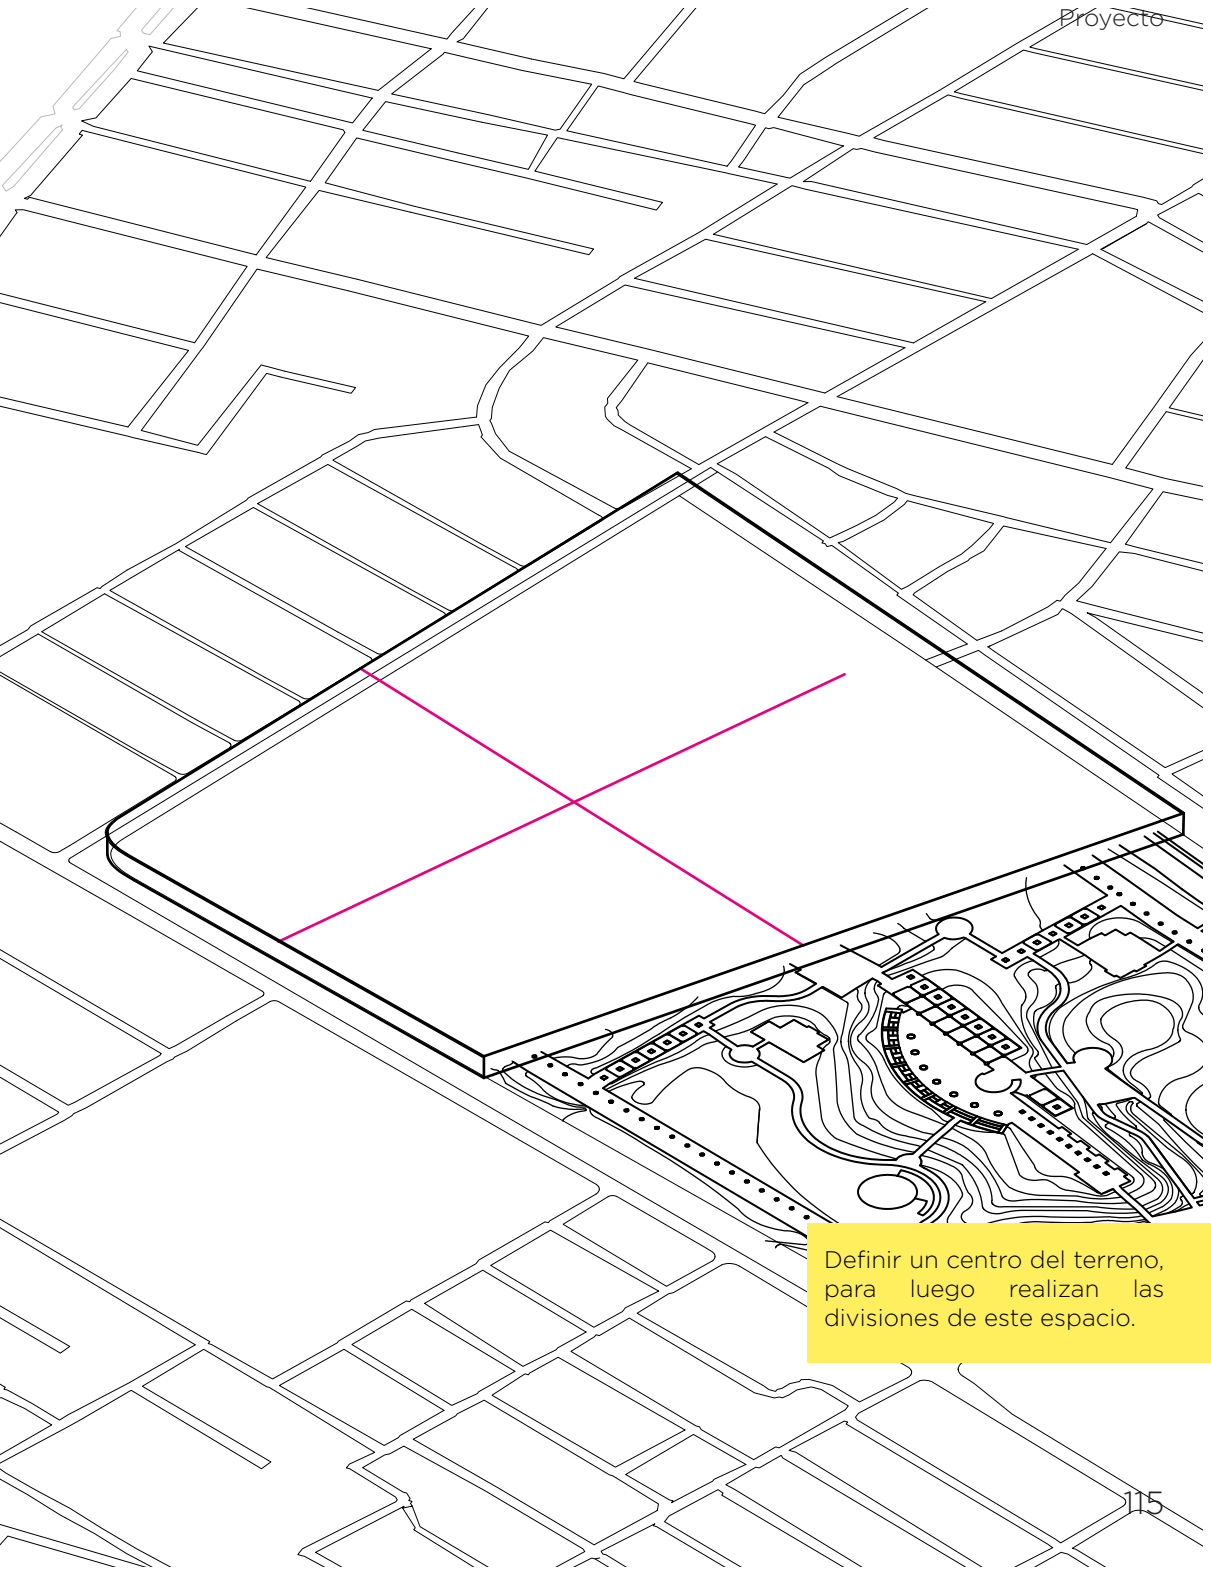 Proyecto
Definir un centro del terreno,
para luego realizan las
divisiones de este espacio.
115